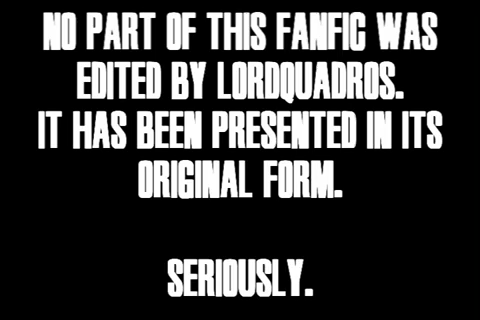 NO PART OF THIS FANFIC WAS
EDITED BY LORDQUADROS.
IT HAS BEEN PRESENTED IN ITS
ORIGINAL FORM.
SERIOUSLY.